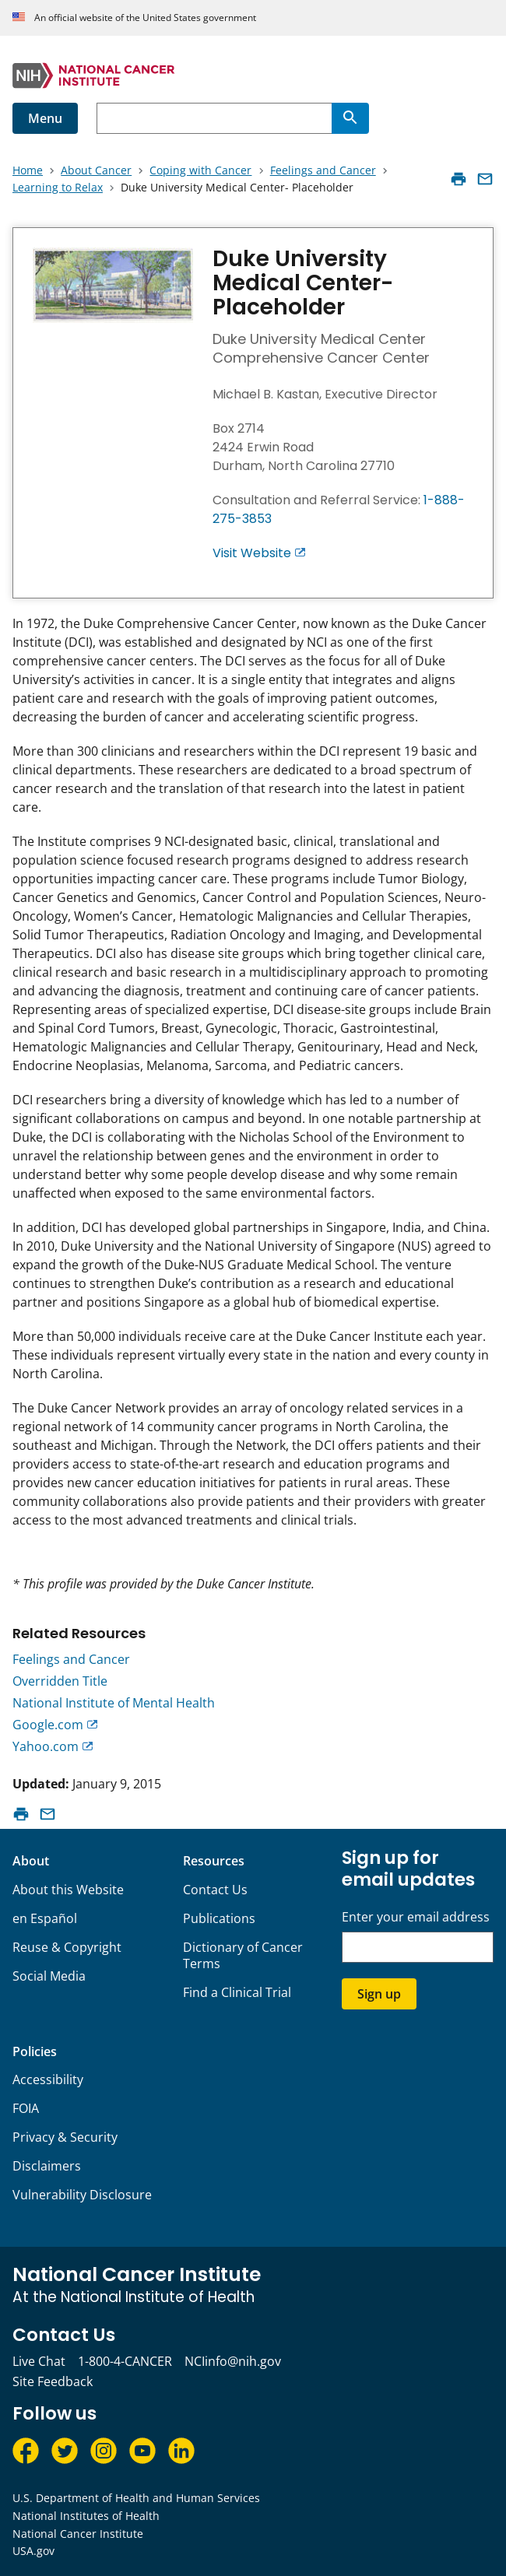 An official website of the United States government
NIH NATIONAL CANCER
INSTITUTE
Menu
Home › About Cancer › Coping with Cancer › Feelings and Cancer ›
Learning to Relax › Duke University Medical Center- Placeholder
Duke University
Medical Center-
Placeholder
Duke University Medical Center
Comprehensive Cancer Center
Michael B. Kastan, Executive Director
Box 2714
2424 Erwin Road
Durham, North Carolina 27710
Consultation and Referral Service: 1-888-
275-3853
Visit Website
In 1972, the Duke Comprehensive Cancer Center, now known as the Duke Cancer
Institute (DCI), was established and designated by NCI as one of the first
comprehensive cancer centers. The DCI serves as the focus for all of Duke
University’s activities in cancer. It is a single entity that integrates and aligns
patient care and research with the goals of improving patient outcomes,
decreasing the burden of cancer and accelerating scientific progress.
More than 300 clinicians and researchers within the DCI represent 19 basic and
clinical departments. These researchers are dedicated to a broad spectrum of
cancer research and the translation of that research into the latest in patient
care.
The Institute comprises 9 NCI-designated basic, clinical, translational and
population science focused research programs designed to address research
opportunities impacting cancer care. These programs include Tumor Biology,
Cancer Genetics and Genomics, Cancer Control and Population Sciences, Neuro-
Oncology, Women’s Cancer, Hematologic Malignancies and Cellular Therapies,
Solid Tumor Therapeutics, Radiation Oncology and Imaging, and Developmental
Therapeutics. DCI also has disease site groups which bring together clinical care,
clinical research and basic research in a multidisciplinary approach to promoting
and advancing the diagnosis, treatment and continuing care of cancer patients.
Representing areas of specialized expertise, DCI disease-site groups include Brain
and Spinal Cord Tumors, Breast, Gynecologic, Thoracic, Gastrointestinal,
Hematologic Malignancies and Cellular Therapy, Genitourinary, Head and Neck,
Endocrine Neoplasias, Melanoma, Sarcoma, and Pediatric cancers.
DCI researchers bring a diversity of knowledge which has led to a number of
significant collaborations on campus and beyond. In one notable partnership at
Duke, the DCI is collaborating with the Nicholas School of the Environment to
unravel the relationship between genes and the environment in order to
understand better why some people develop disease and why some remain
unaffected when exposed to the same environmental factors.
In addition, DCI has developed global partnerships in Singapore, India, and China.
In 2010, Duke University and the National University of Singapore (NUS) agreed to
expand the growth of the Duke-NUS Graduate Medical School. The venture
continues to strengthen Duke’s contribution as a research and educational
partner and positions Singapore as a global hub of biomedical expertise.
More than 50,000 individuals receive care at the Duke Cancer Institute each year.
These individuals represent virtually every state in the nation and every county in
North Carolina.
The Duke Cancer Network provides an array of oncology related services in a
regional network of 14 community cancer programs in North Carolina, the
southeast and Michigan. Through the Network, the DCI offers patients and their
providers access to state-of-the-art research and education programs and
provides new cancer education initiatives for patients in rural areas. These
community collaborations also provide patients and their providers with greater
access to the most advanced treatments and clinical trials.
* This profile was provided by the Duke Cancer Institute.
Related Resources
Feelings and Cancer
Overridden Title
National Institute of Mental Health
Google.com
Yahoo.com
Updated: January 9, 2015
About
About this Website
en Español
Reuse & Copyright
Social Media
Resources
Contact Us
Publications
Dictionary of Cancer
Terms
Find a Clinical Trial
Sign up for
email updates
Enter your email address
Sign up
Policies
Accessibility
FOIA
Privacy & Security
Disclaimers
Vulnerability Disclosure
National Cancer Institute
At the National Institute of Health
Contact Us
Live Chat 1-800-4-CANCER NCIinfo@nih.gov
Site Feedback
Follow us
U.S. Department of Health and Human Services
National Institutes of Health
National Cancer Institute
USA.gov